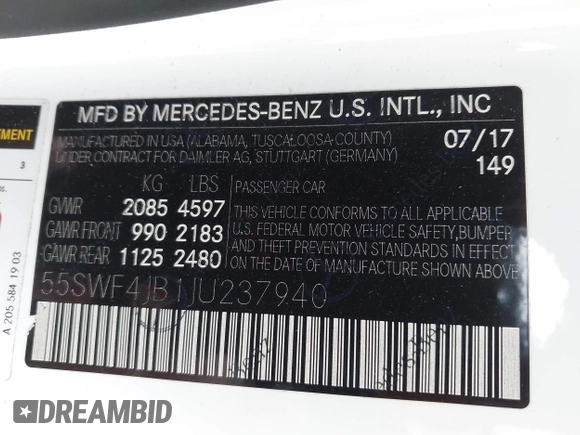 MFD BY MERCEDES-BENZ U.S. INTL., INC
MANUFACTURED IN USA (ALABAMA, TUSCALOOSA COUNTY) 07/17
UNDER CONTRACT FOR DAIMLER AG, STUTTGART (GERMANY) 149
KG LBS PASSENGER CAR
GVWR 2085 4597
GAWR FRONT 990 2183
GAWR REAR 1125 2480
THIS VEHICLE CONFORMS TO ALL APPLICABLE
U.S. FEDERAL MOTOR VEHICLE SAFETY, BUMPER
AND THEFT PREVENTION STANDARDS IN EFFECT
ON THE DATE OF MANUFACTURE SHOWN ABOVE.
55SWF4JB1JU237940
3
A 205 584 19 03
DREAMBID